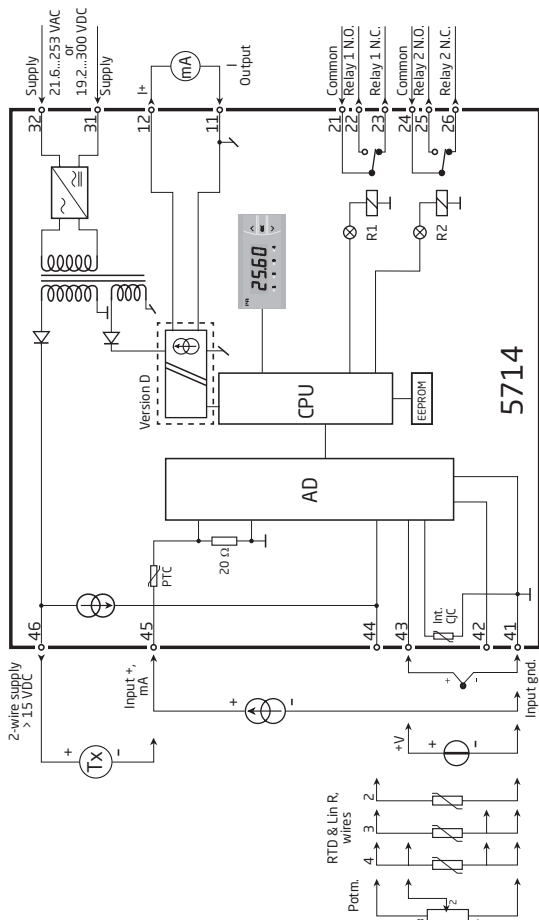 Supply
21.6...253 VAC
or
19.2...300 VDC
Supply
32
31
I+
mA
I
Output
12
11
Common
Relay 1 N.O.
Relay 1 N.C.
21
22
23
Common
Relay 2 N.O.
Relay 2 N.C.
24
25
26
R1
R2
PR
25.60
OK
Version D
CPU
EEPROM
5714
AD
PTC
20 Ω
Int.
CJC
46
45
44
43
42
41
2-wire supply
> 15 VDC
+
Tx
-
Input +,
mA
+
-
+
-
Input gnd.
+V
+
-
RTD & Lin R,
wires
2
3
4
Potm.
2